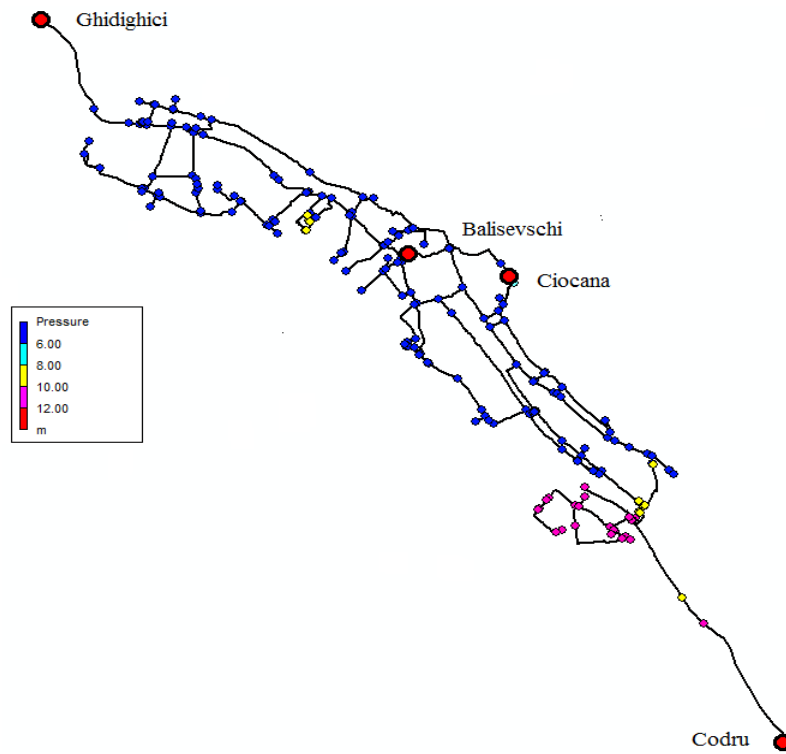 Ghidighici
Balisevschi
Ciocana
Pressure
6.00
8.00
10.00
12.00
m
Codru